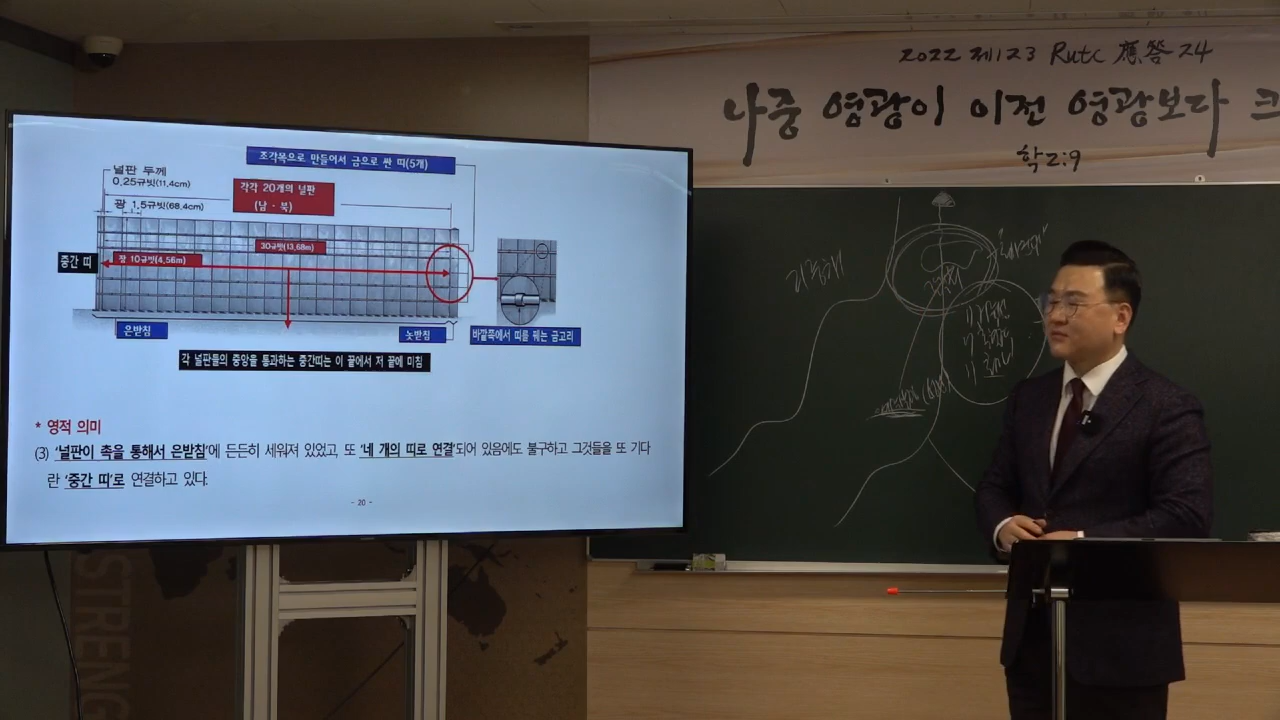 2022 제123 Rutc 應答 24
나중 영광이 이전 영광보다 크
학2:9
조각목으로 만들어서 금으로 싼 띠(5개)
널판 두께
0.25규빗(11.4cm)
각각 20개의 널판
(남 · 북)
광 1.5규빗(68.4cm)
30규빗(13.68m)
중간 띠
장 10규빗(4.56m)
은받침
놋받침
바깥쪽에서 띠를 꿰는 금고리
각 널판들의 중앙을 통과하는 중간띠는 이 끝에서 저 끝에 미침
* 영적 의미
(3) '널판이 촉을 통해서 은받침'에 든든히 세워져 있었고, 또 '네 개의 띠로 연결'되어 있음에도 불구하고 그것들을 또 기다
란 '중간 띠'로 연결하고 있다.
- 20 -
지중해
STRENG